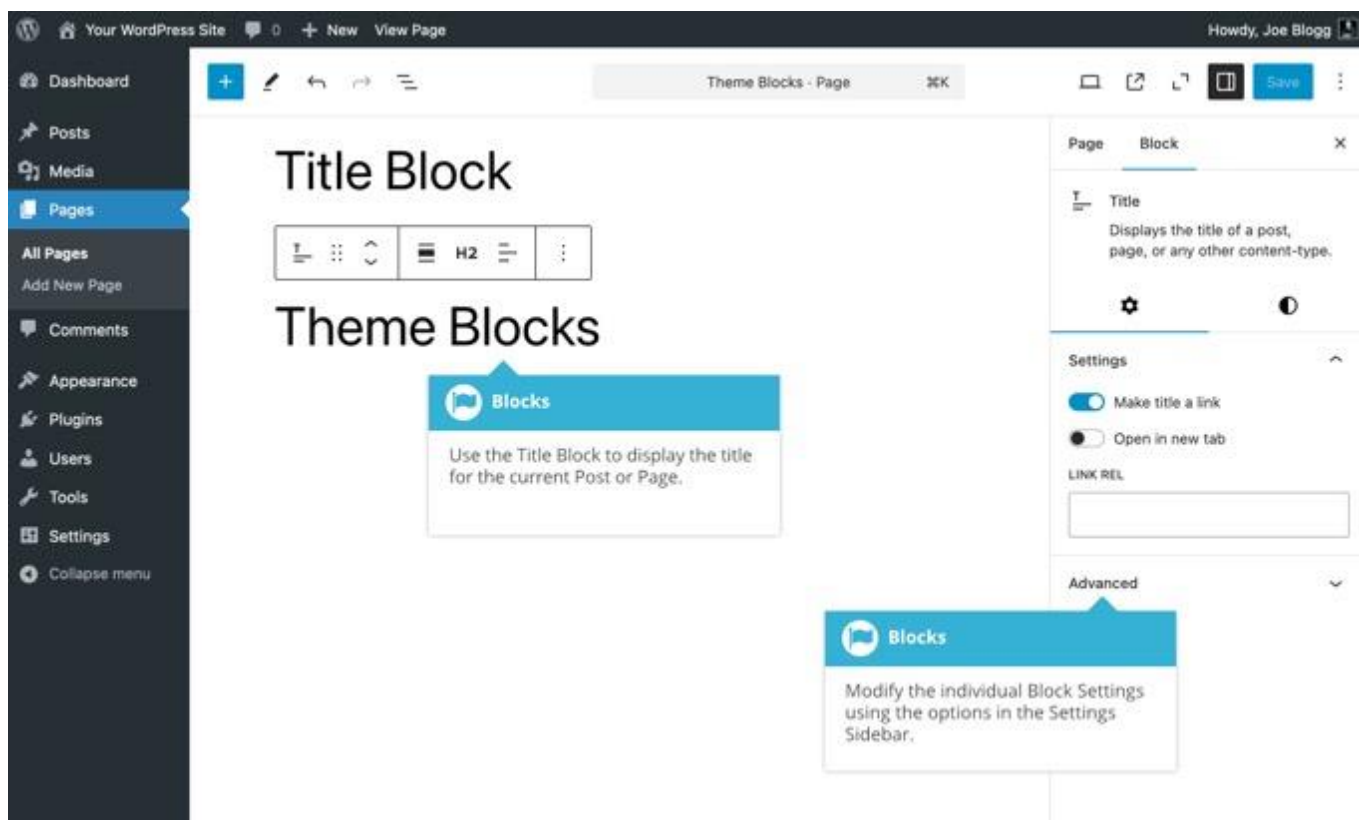 Your WordPress Site 0 New View Page Howdy, Joe Blogg
Dashboard
Posts
Media
Pages
All Pages
Add New Page
Comments
Appearance
Plugins
Users
Tools
Settings
Collapse menu
Theme Blocks - Page ⌘K
Save
Title Block
H2
Theme Blocks
Blocks
Use the Title Block to display the title
for the current Post or Page.
Page Block
Title
Displays the title of a post,
page, or any other content-type.
Settings
Make title a link
Open in new tab
LINK REL
Advanced
Blocks
Modify the individual Block Settings
using the options in the Settings
Sidebar.